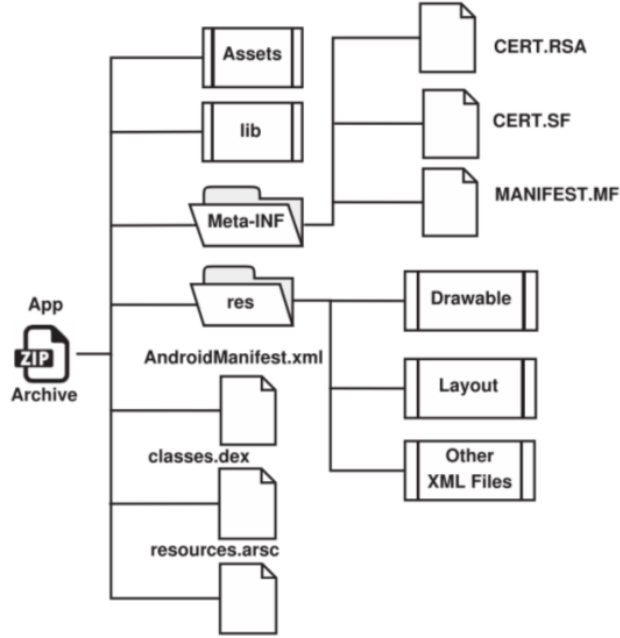 Assets
lib
Meta-INF
res
CERT.RSA
CERT.SF
MANIFEST.MF
Drawable
Layout
Other
XML Files
App
ZIP
Archive
AndroidManifest.xml
classes.dex
resources.arsc